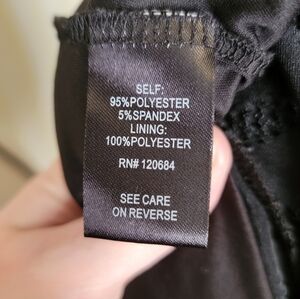 SELF:
95%POLYESTER
5%SPANDEX
LINING:
100%POLYESTER
RN# 120684
SEE CARE
ON REVERSE